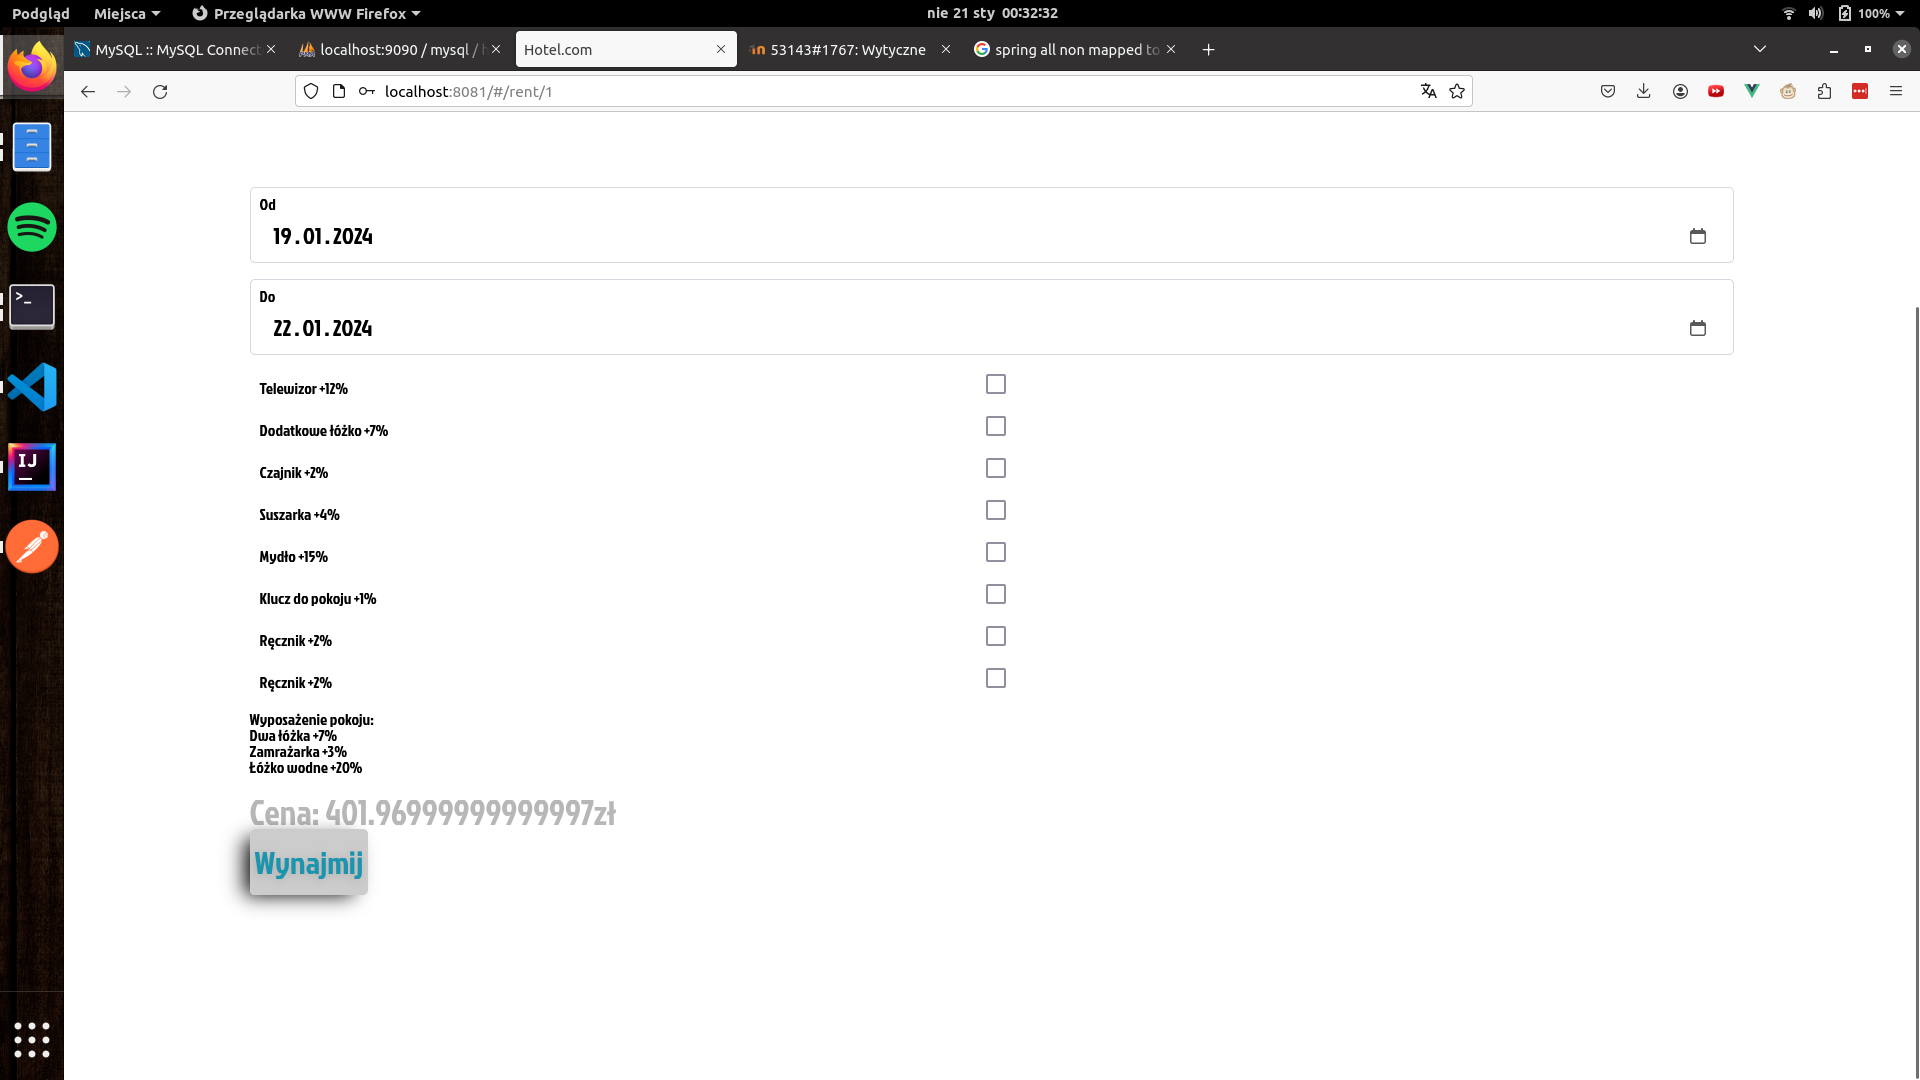 Podgląd Miejsca Przeglądarka WWW Firefox nie 21 sty 00:32:32 100%
MySQL :: MySQL Connect localhost:9090 / mysql / h Hotel.com 53143#1767: Wytyczne spring all non mapped to
localhost:8081/#/rent/1
Od
19.01.2024
Do
22.01.2024
Telewizor +12%
Dodatkowe łóżko +7%
Czajnik +2%
Suszarka +4%
Mydło +15%
Klucz do pokoju +1%
Ręcznik +2%
Ręcznik +2%
Wyposażenie pokoju:
Dwa łóżka +7%
Zamrażarka +3%
Łóżko wodne +20%
Cena: 401.96999999999997zł
Wynajmij